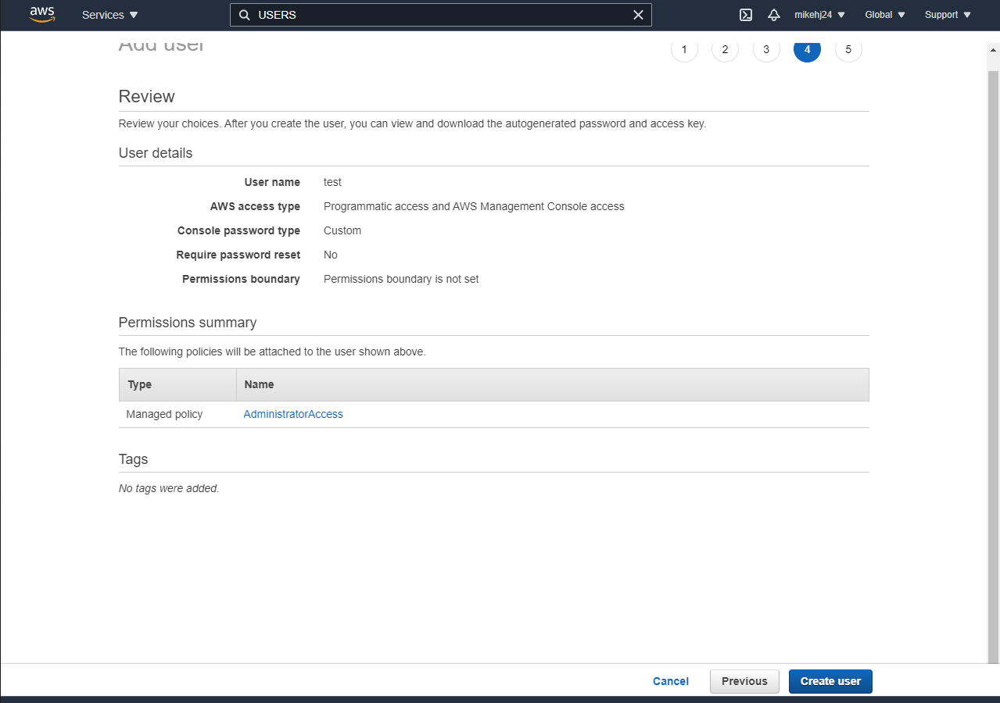 aws Services USERS mikehj24 Global Support
Add user 1 2 3 4 5
Review
Review your choices. After you create the user, you can view and download the autogenerated password and access key.
User details
User name test
AWS access type Programmatic access and AWS Management Console access
Console password type Custom
Require password reset No
Permissions boundary Permissions boundary is not set
Permissions summary
The following policies will be attached to the user shown above.
Type Name
Managed policy AdministratorAccess
Tags
No tags were added.
Cancel Previous Create user